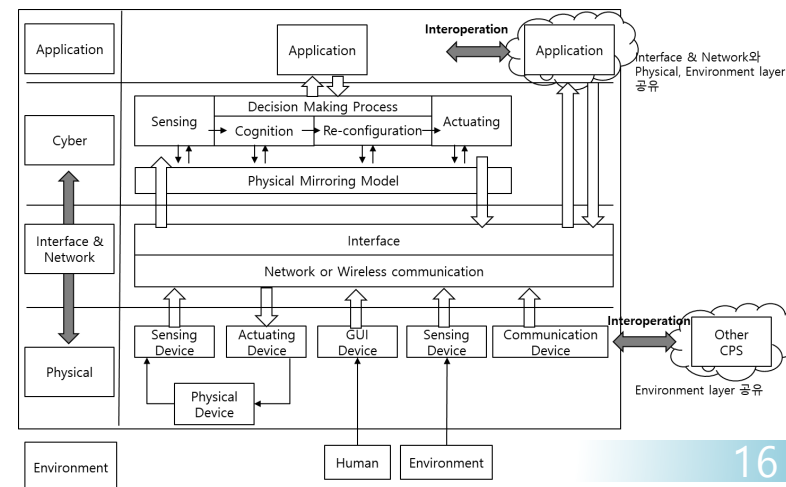 Application
Application
Interoperation
Application
Interface & Network와
Physical, Environment layer
공유
Cyber
Sensing
Decision Making Process
Cognition
Re-configuration
Actuating
Physical Mirroring Model
Interface &
Network
Interface
Network or Wireless communication
Physical
Sensing
Device
Actuating
Device
GUI
Device
Sensing
Device
Communication
Device
Interoperation
Other
CPS
Environment layer 공유
Physical
Device
Environment
Human
Environment
16